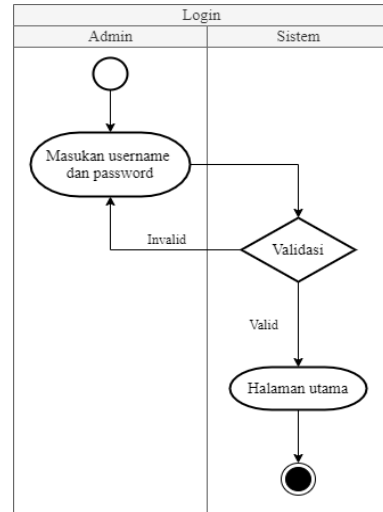 Login
Admin
Sistem
Masukan username
dan password
Invalid
Validasi
Valid
Halaman utama